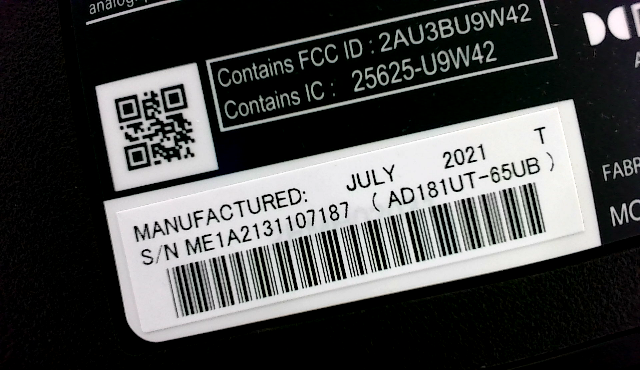 Contains FCC ID : 2AU3BU9W42
Contains IC : 25625-U9W42
MANUFACTURED: JULY 2021 T
S/N ME1A2131107187 ( AD181UT-65UB )